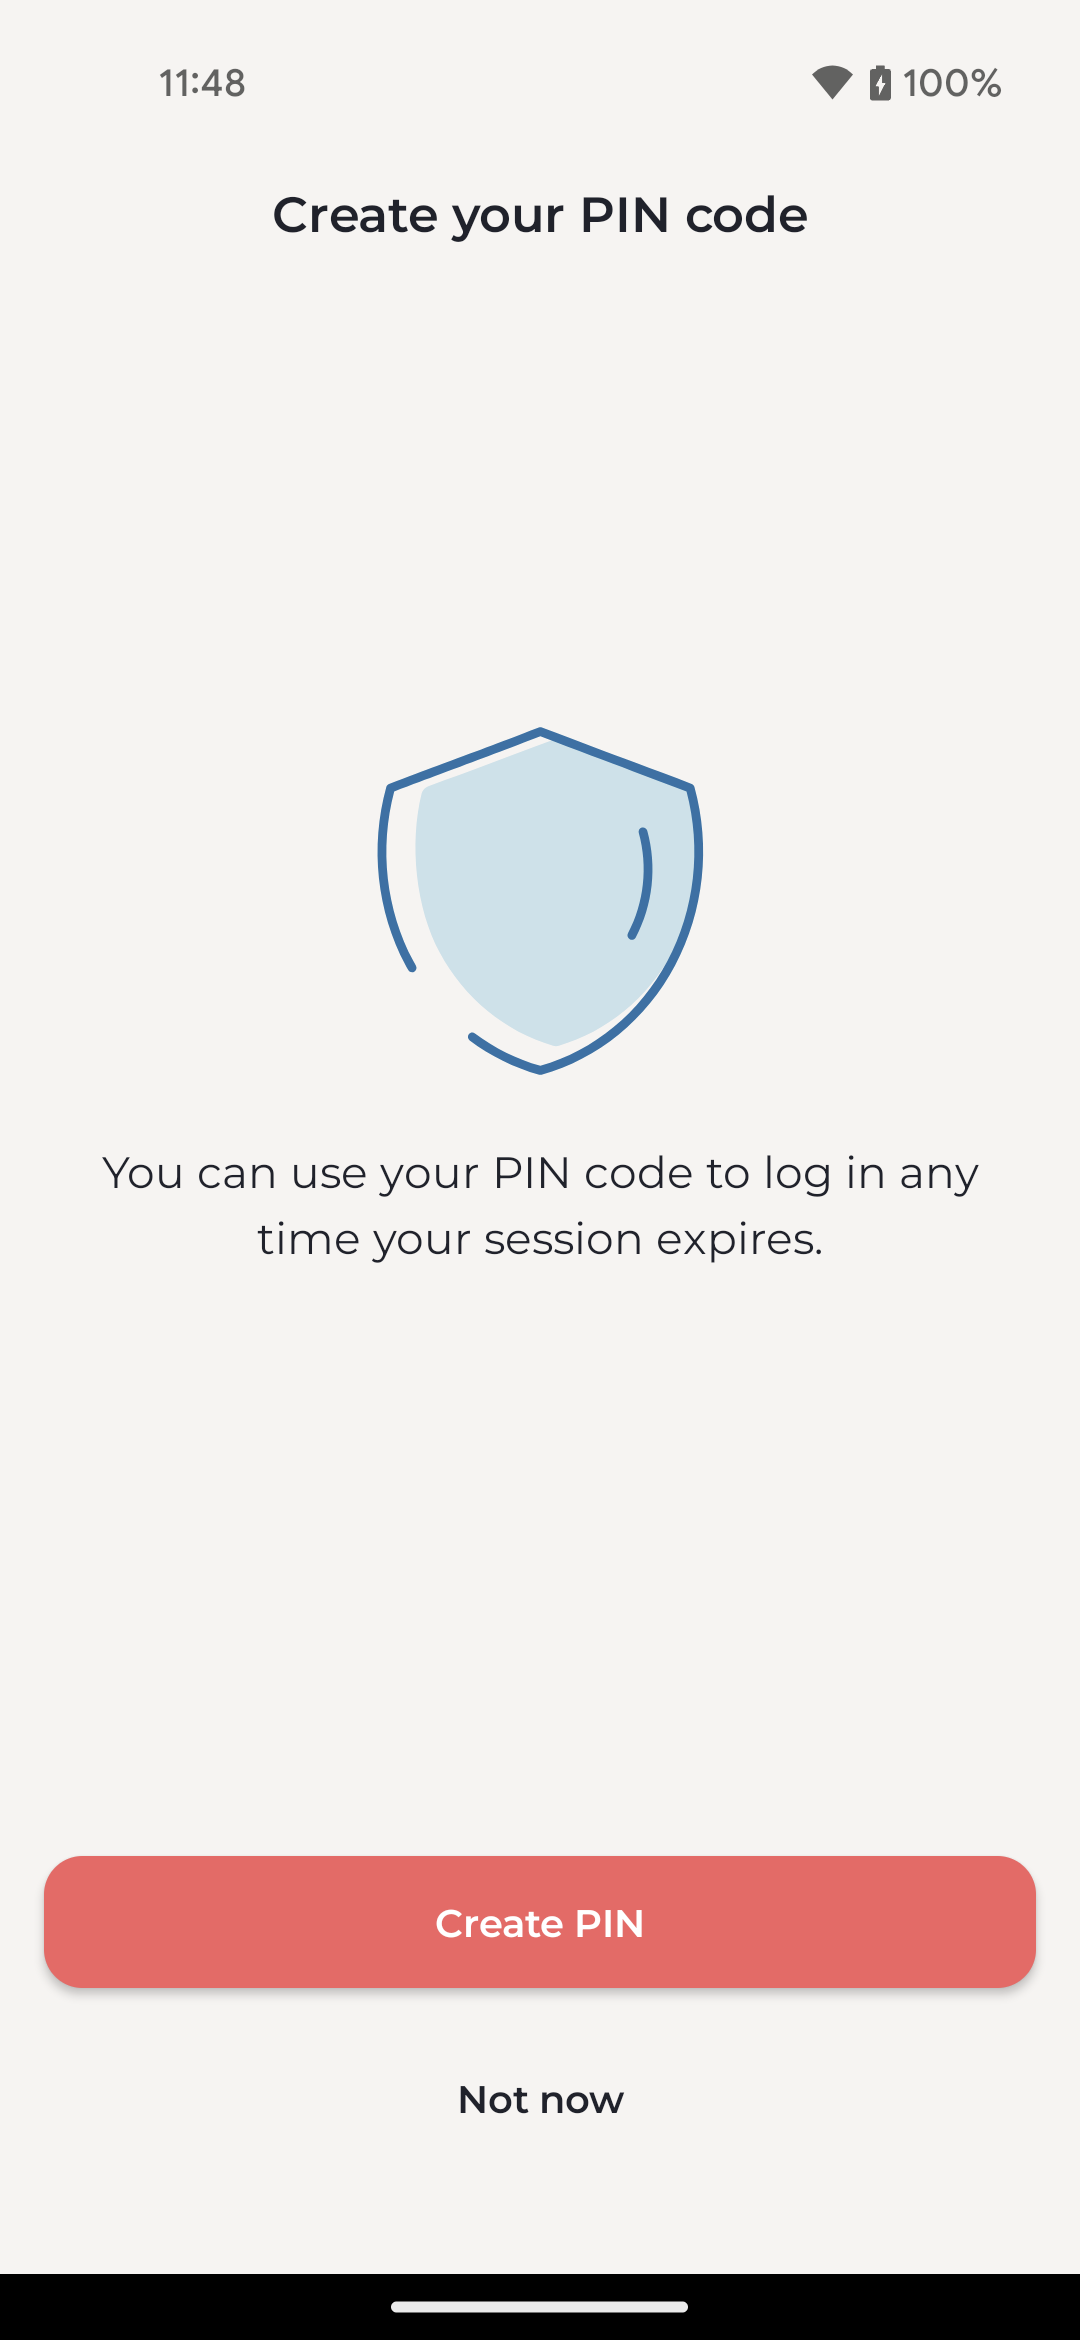 11:48
100%
Create your PIN code
You can use your PIN code to log in any
time your session expires.
Create PIN
Not now